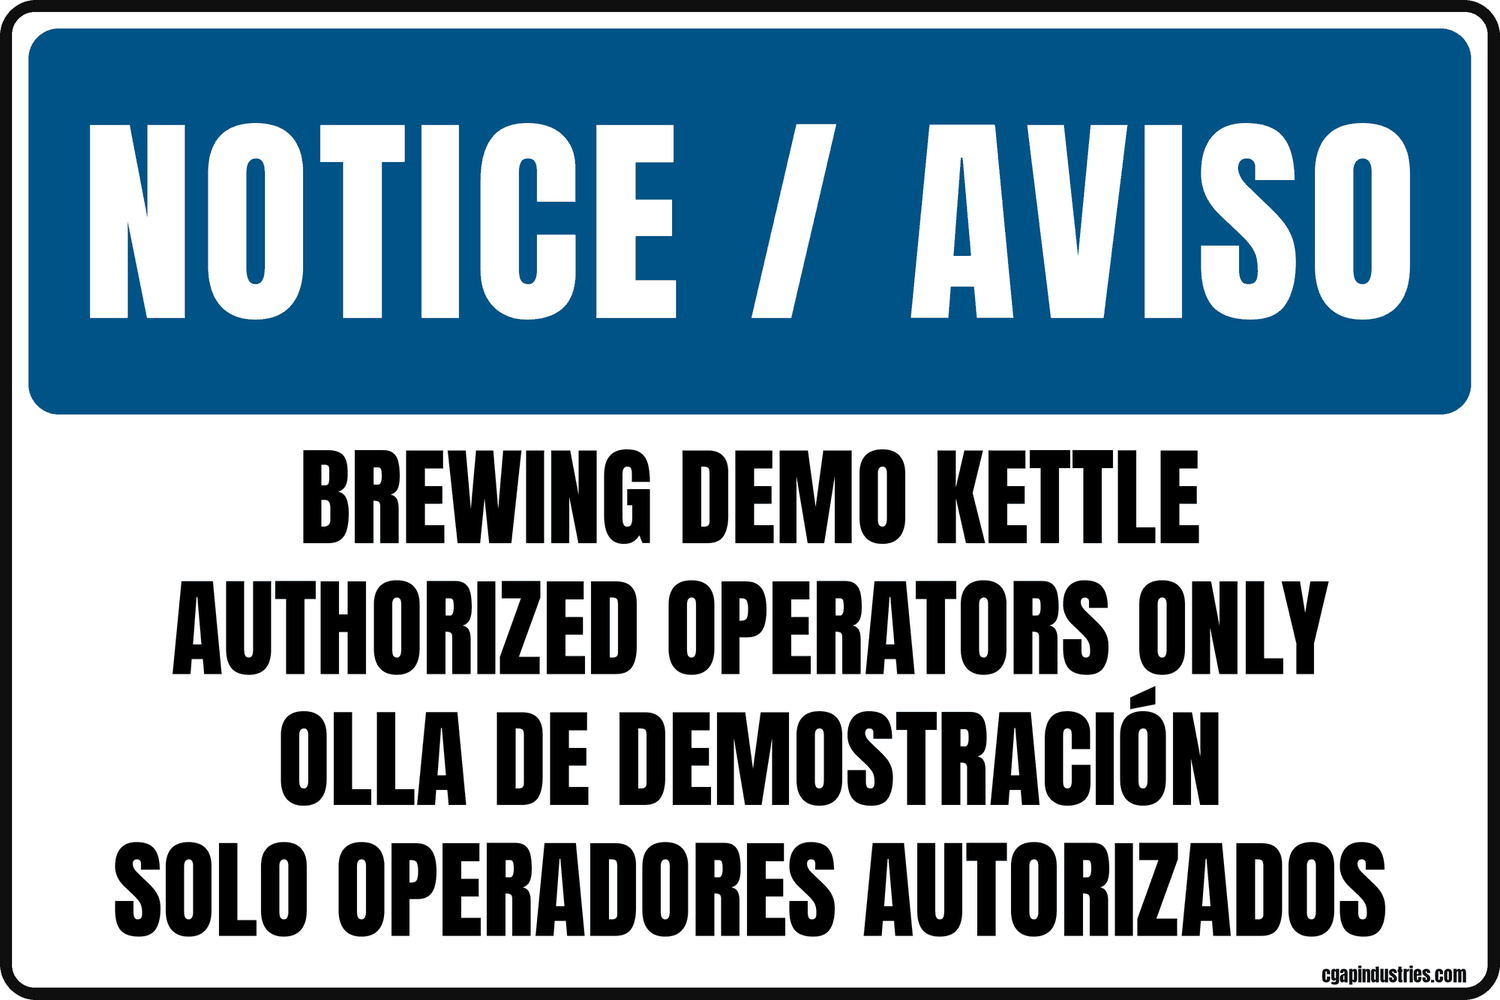 NOTICE / AVISO
BREWING DEMO KETTLE
AUTHORIZED OPERATORS ONLY
OLLA DE DEMOSTRACIÓN
SOLO OPERADORES AUTORIZADOS
cgapindustries.com